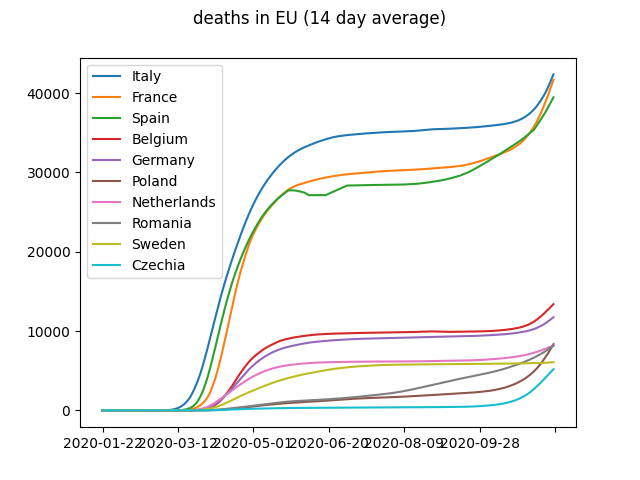 deaths in EU (14 day average)
40000
30000
20000
10000
0
Italy
France
Spain
Belgium
Germany
Poland
Netherlands
Romania
Sweden
Czechia
2020-01-22 2020-03-12 2020-05-01 2020-06-20 2020-08-09 2020-09-28